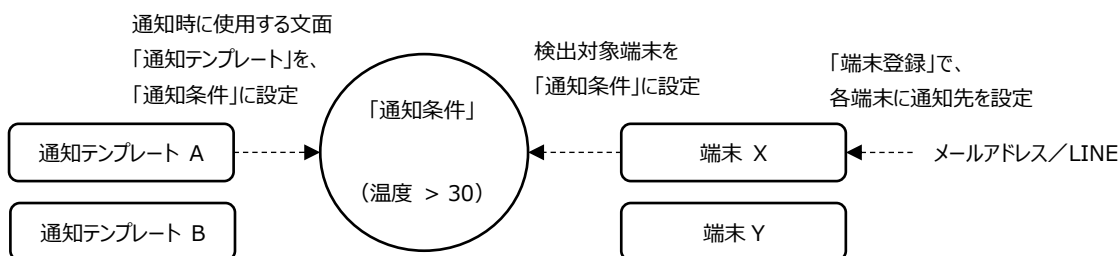 通知時に使用する文面
「通知テンプレート」を、
「通知条件」に設定
検出対象端末を
「通知条件」に設定
「端末登録」で、
各端末に通知先を設定
「通知条件」
(温度 > 30)
通知テンプレート A
通知テンプレート B
端末 X
端末 Y
メールアドレス/LINE